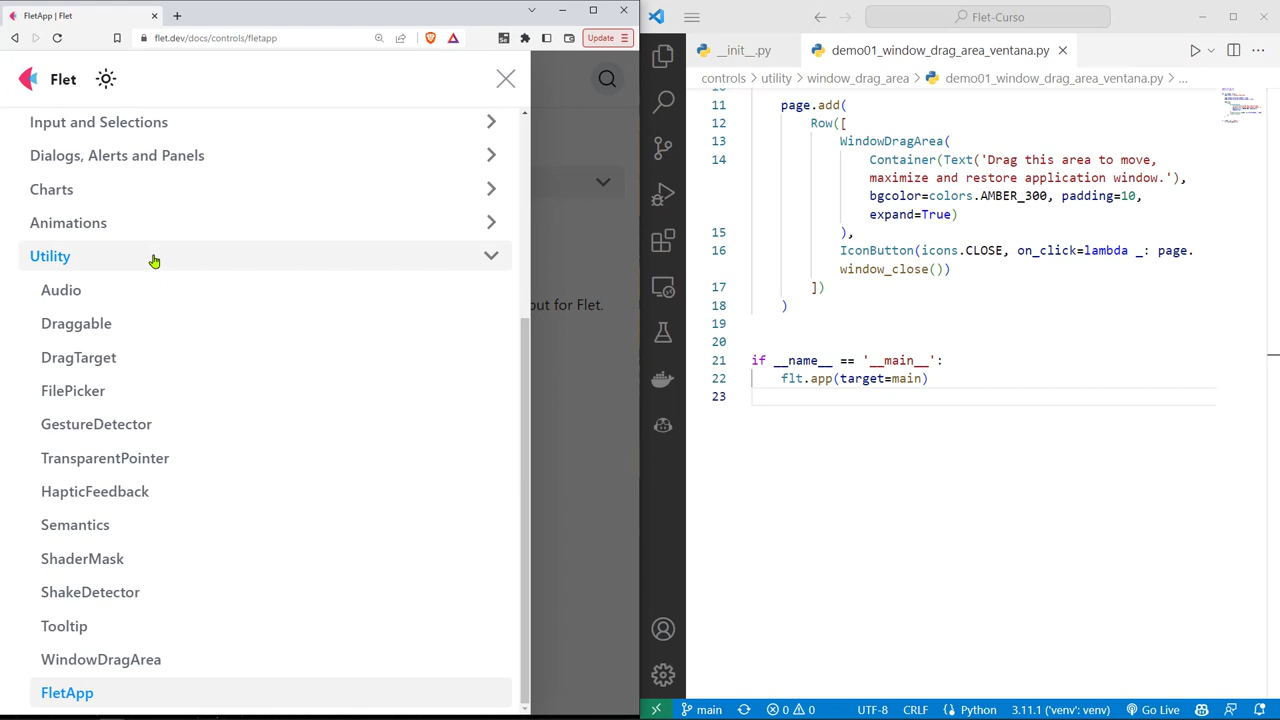 FletApp | Flet
flet.dev/docs/controls/fletapp
Update
Flet
Input and Selections
Dialogs, Alerts and Panels
Charts
Animations
Utility
Audio
Draggable
DragTarget
FilePicker
GestureDetector
TransparentPointer
HapticFeedback
Semantics
ShaderMask
ShakeDetector
Tooltip
WindowDragArea
FletApp
put for Flet.
Flet-Curso
__init__.py
demo01_window_drag_area_ventana.py
controls > utility > window_drag_area > demo01_window_drag_area_ventana.py > ...
11 page.add(
12 Row([
13 WindowDragArea(
14 Container(Text('Drag this area to move,
maximize and restore application window.'),
bgcolor=colors.AMBER_300, padding=10,
expand=True)
15 ),
16 IconButton(icons.CLOSE, on_click=lambda _: page.
window_close())
17 ])
18 )
19
20
21 if __name__ == '__main__':
22 flt.app(target=main)
23
main 0 0 UTF-8 CRLF Python 3.11.1 ('venv': venv) Go Live